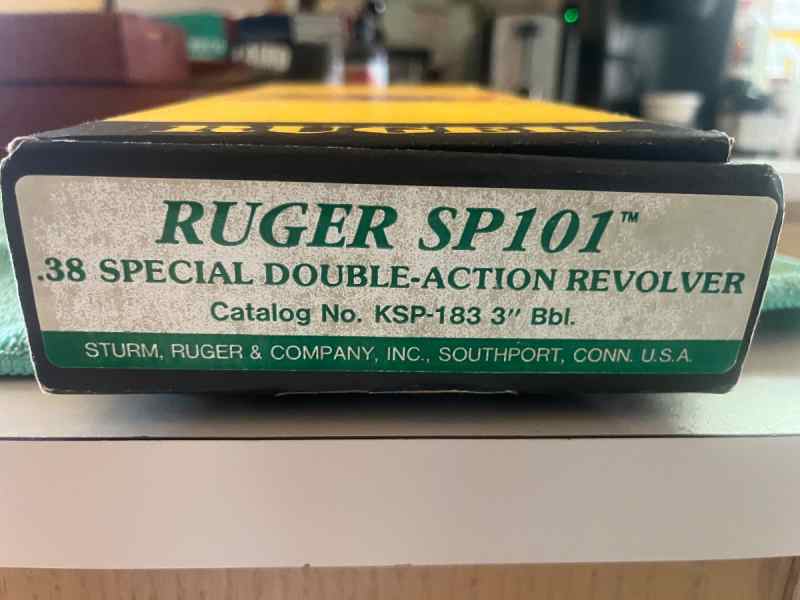 RUGER
RUGER SP101™
.38 SPECIAL DOUBLE-ACTION REVOLVER
Catalog No. KSP-183 3" Bbl.
STURM, RUGER & COMPANY, INC., SOUTHPORT, CONN. U.S.A.